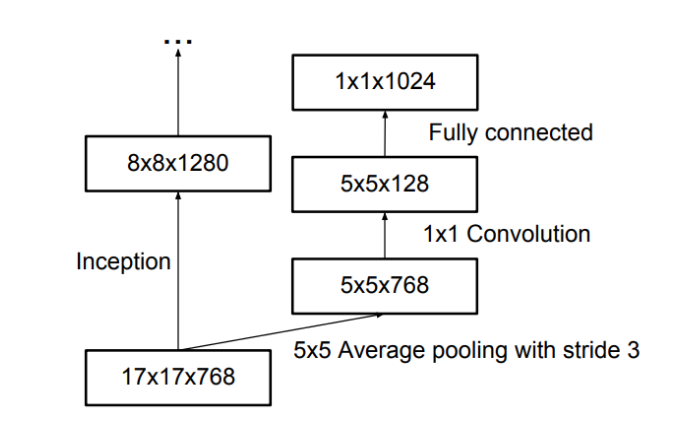 ...
1x1x1024
Fully connected
8x8x1280
5x5x128
1x1 Convolution
Inception
5x5x768
5x5 Average pooling with stride 3
17x17x768